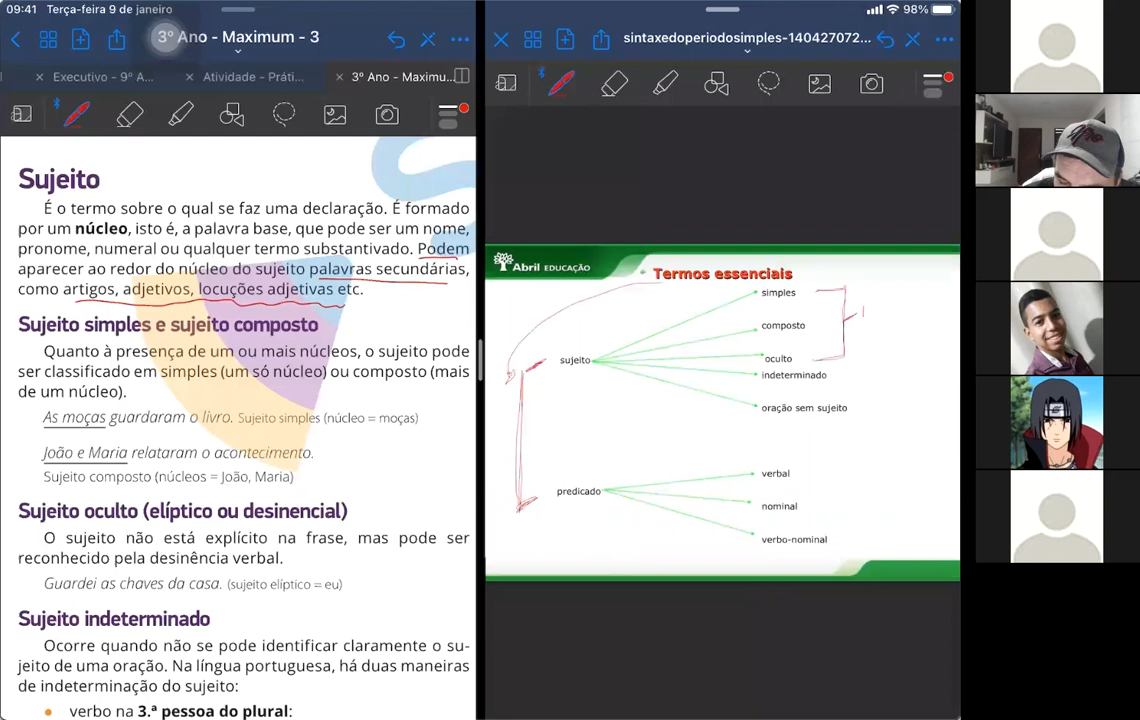 09:41 Terça-feira 9 de janeiro
98%
3º Ano - Maximum - 3
sintaxedoperiodosimples-140427072...
Executivo - 9º A...
Atividade - Práti...
3º Ano - Maximu...
Sujeito
É o termo sobre o qual se faz uma declaração. É formado
por um núcleo, isto é, a palavra base, que pode ser um nome,
pronome, numeral ou qualquer termo substantivado. Podem
aparecer ao redor do núcleo do sujeito palavras secundárias,
como artigos, adjetivos, locuções adjetivas etc.
Sujeito simples e sujeito composto
Quanto à presença de um ou mais núcleos, o sujeito pode
ser classificado em simples (um só núcleo) ou composto (mais
de um núcleo).
As moças guardaram o livro. Sujeito simples (núcleo = moças)
João e Maria relataram o acontecimento.
Sujeito composto (núcleos = João, Maria)
Sujeito oculto (elíptico ou desinencial)
O sujeito não está explícito na frase, mas pode ser
reconhecido pela desinência verbal.
Guardei as chaves da casa. (sujeito elíptico = eu)
Sujeito indeterminado
Ocorre quando não se pode identificar claramente o su-
jeito de uma oração. Na língua portuguesa, há duas maneiras
de indeterminação do sujeito:
• verbo na 3.ª pessoa do plural:
Abril EDUCAÇÃO
Termos essenciais
simples
composto
sujeito
oculto
indeterminado
oração sem sujeito
verbal
predicado
nominal
verbo-nominal